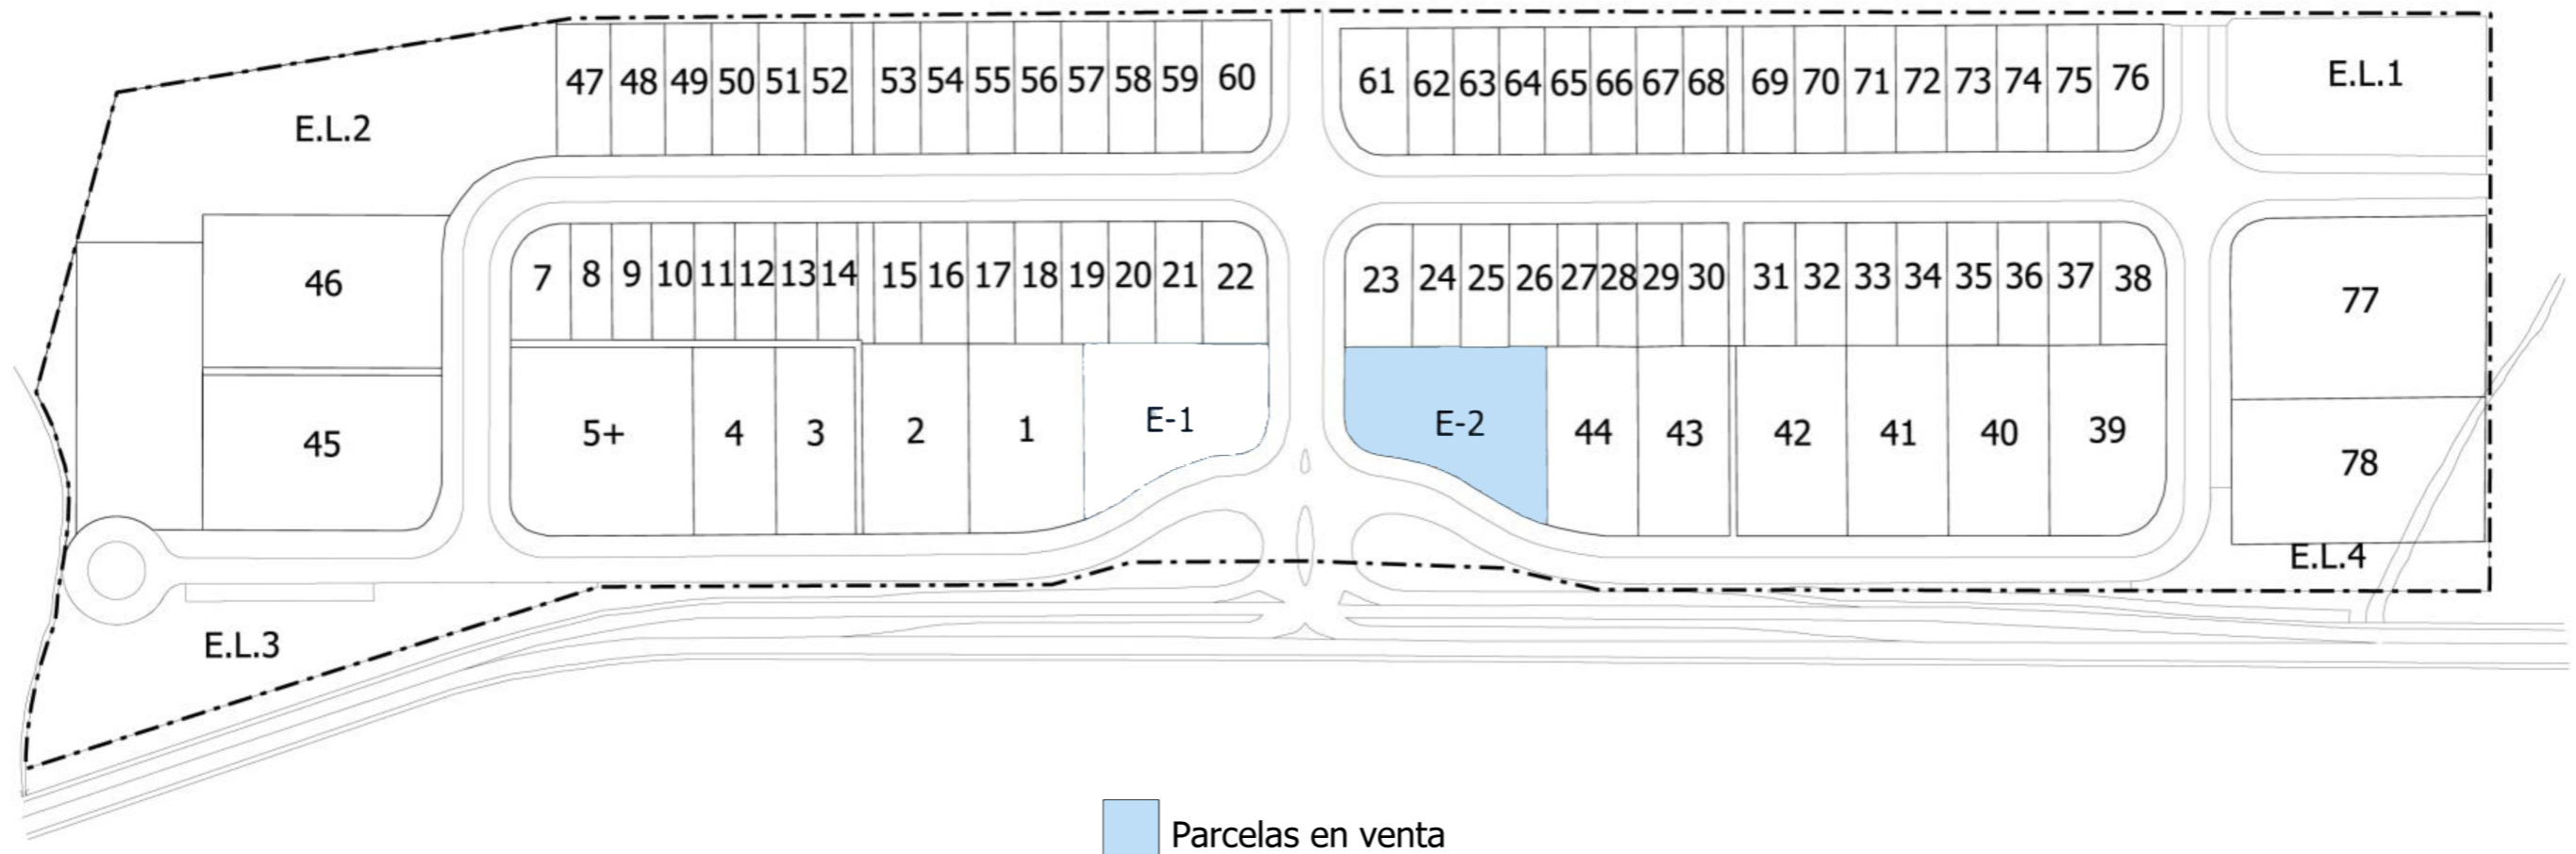 47 48 49 50 51 52 53 54 55 56 57 58 59 60 61 62 63 64 65 66 67 68 69 70 71 72 73 74 75 76 E.L.1
E.L.2
7 8 9 10 11 12 13 14 15 16 17 18 19 20 21 22 23 24 25 26 27 28 29 30 31 32 33 34 35 36 37 38
46 77
45 5+ 4 3 2 1 E-1 E-2 44 43 42 41 40 39
78
E.L.4
E.L.3
Parcelas en venta